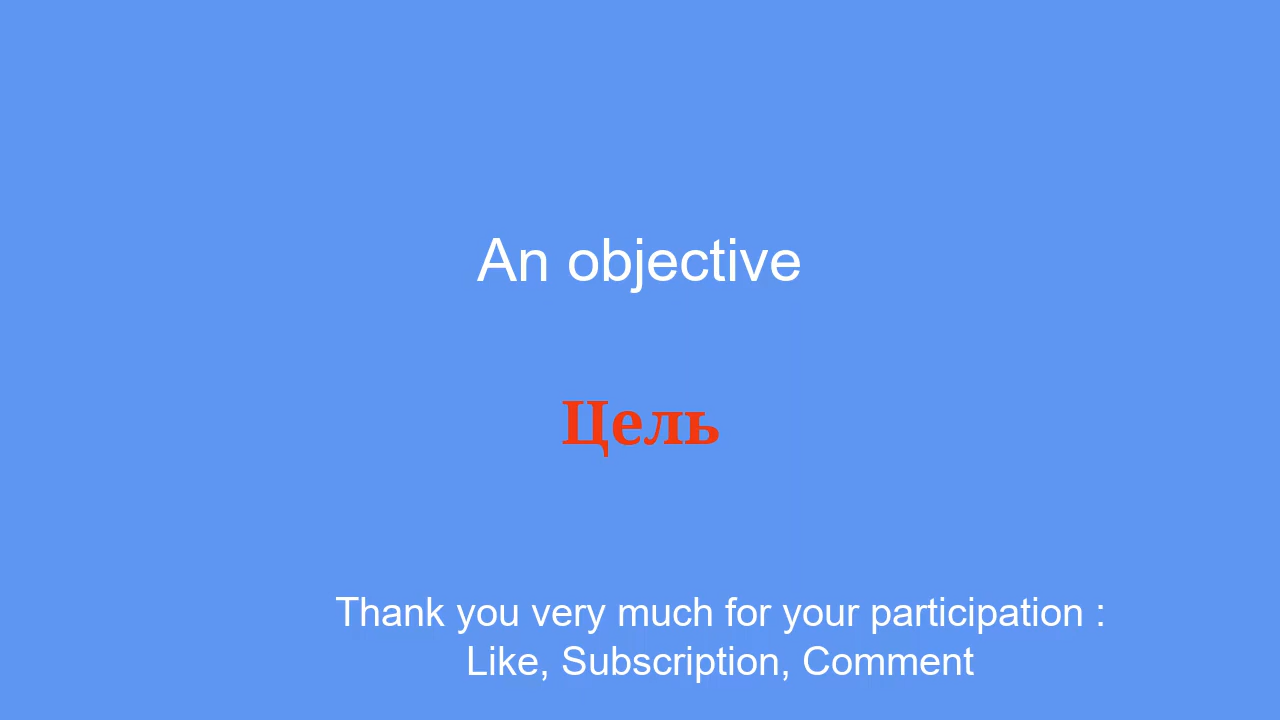 An objective
Цель
Thank you very much for your participation :
Like, Subscription, Comment